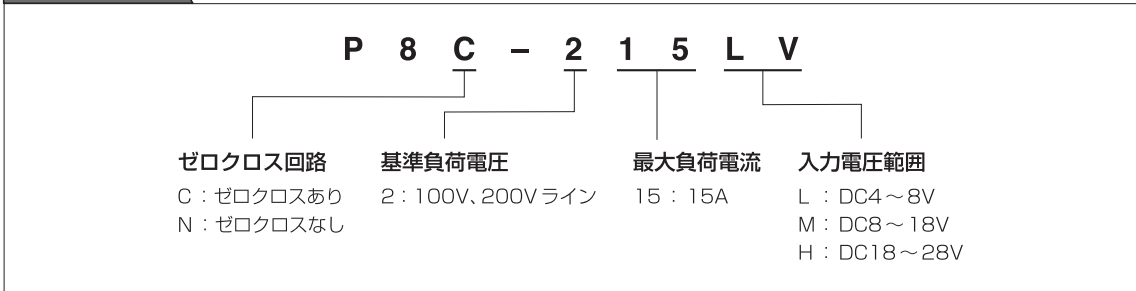 P 8 C - 2 1 5 L V
ゼロクロス回路
C：ゼロクロスあり
N：ゼロクロスなし
基準負荷電圧
2：100V、200Vライン
最大負荷電流
15：15A
入力電圧範囲
L：DC4～8V
M：DC8～18V
H：DC18～28V